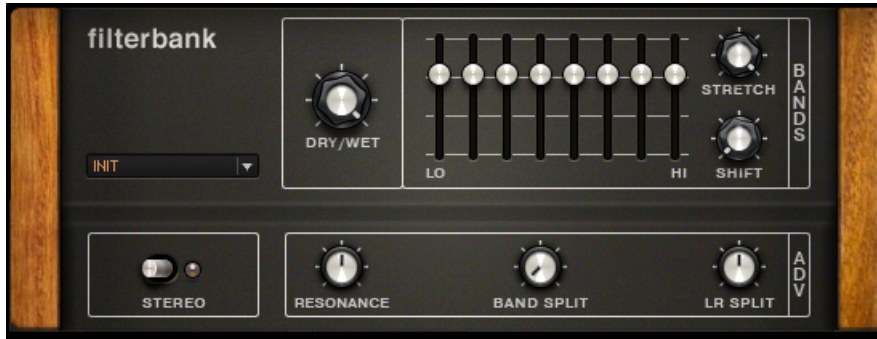 filterbank
INIT
DRY/WET
LO
HI
STRETCH
SHIFT
BANDS
STEREO
RESONANCE
BAND SPLIT
LR SPLIT
ADV